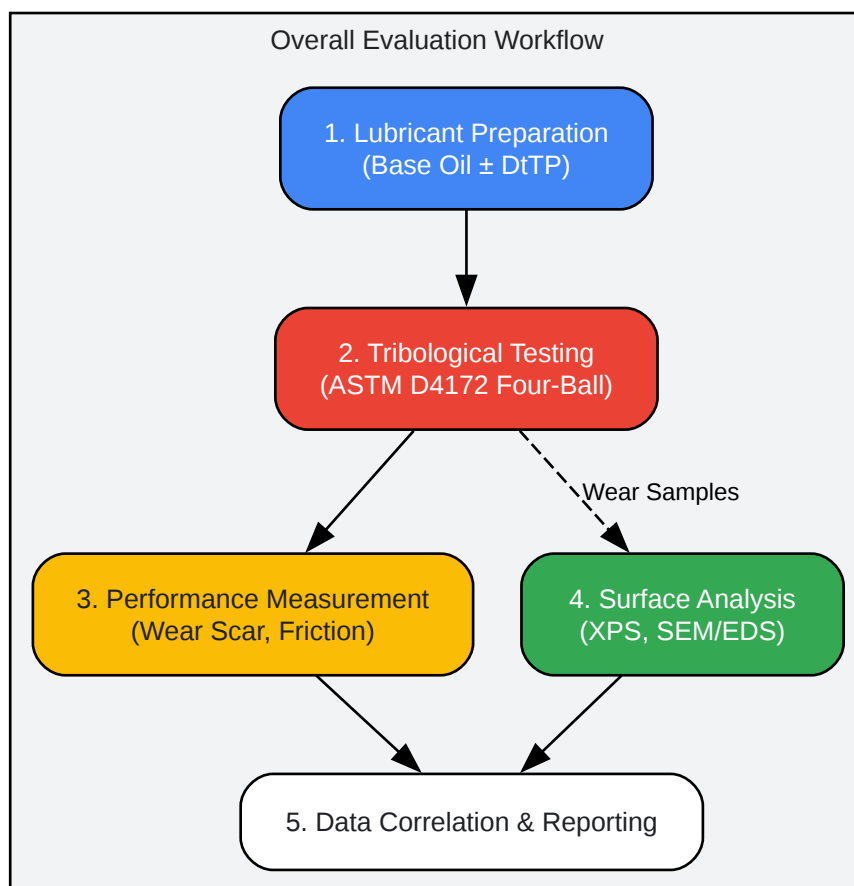 Overall Evaluation Workflow
1. Lubricant Preparation
(Base Oil ± DtTP)
2. Tribological Testing
(ASTM D4172 Four-Ball)
Wear Samples
3. Performance Measurement
(Wear Scar, Friction)
4. Surface Analysis
(XPS, SEM/EDS)
5. Data Correlation & Reporting